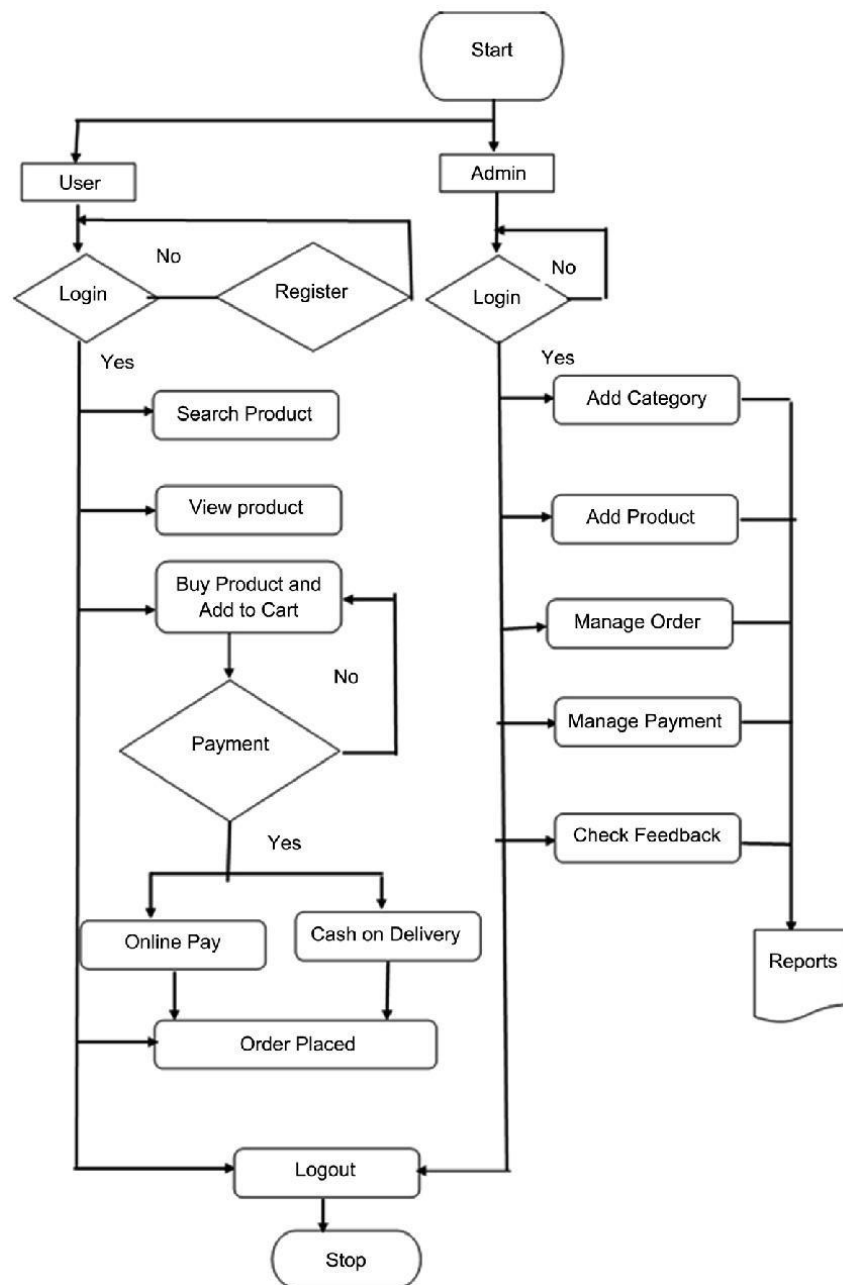 Start
User
Admin
No
Login
Register
No
Login
Yes
Yes
Search Product
Add Category
View product
Add Product
Buy Product and
Add to Cart
Manage Order
No
Payment
Manage Payment
Yes
Check Feedback
Online Pay
Cash on Delivery
Reports
Order Placed
Logout
Stop